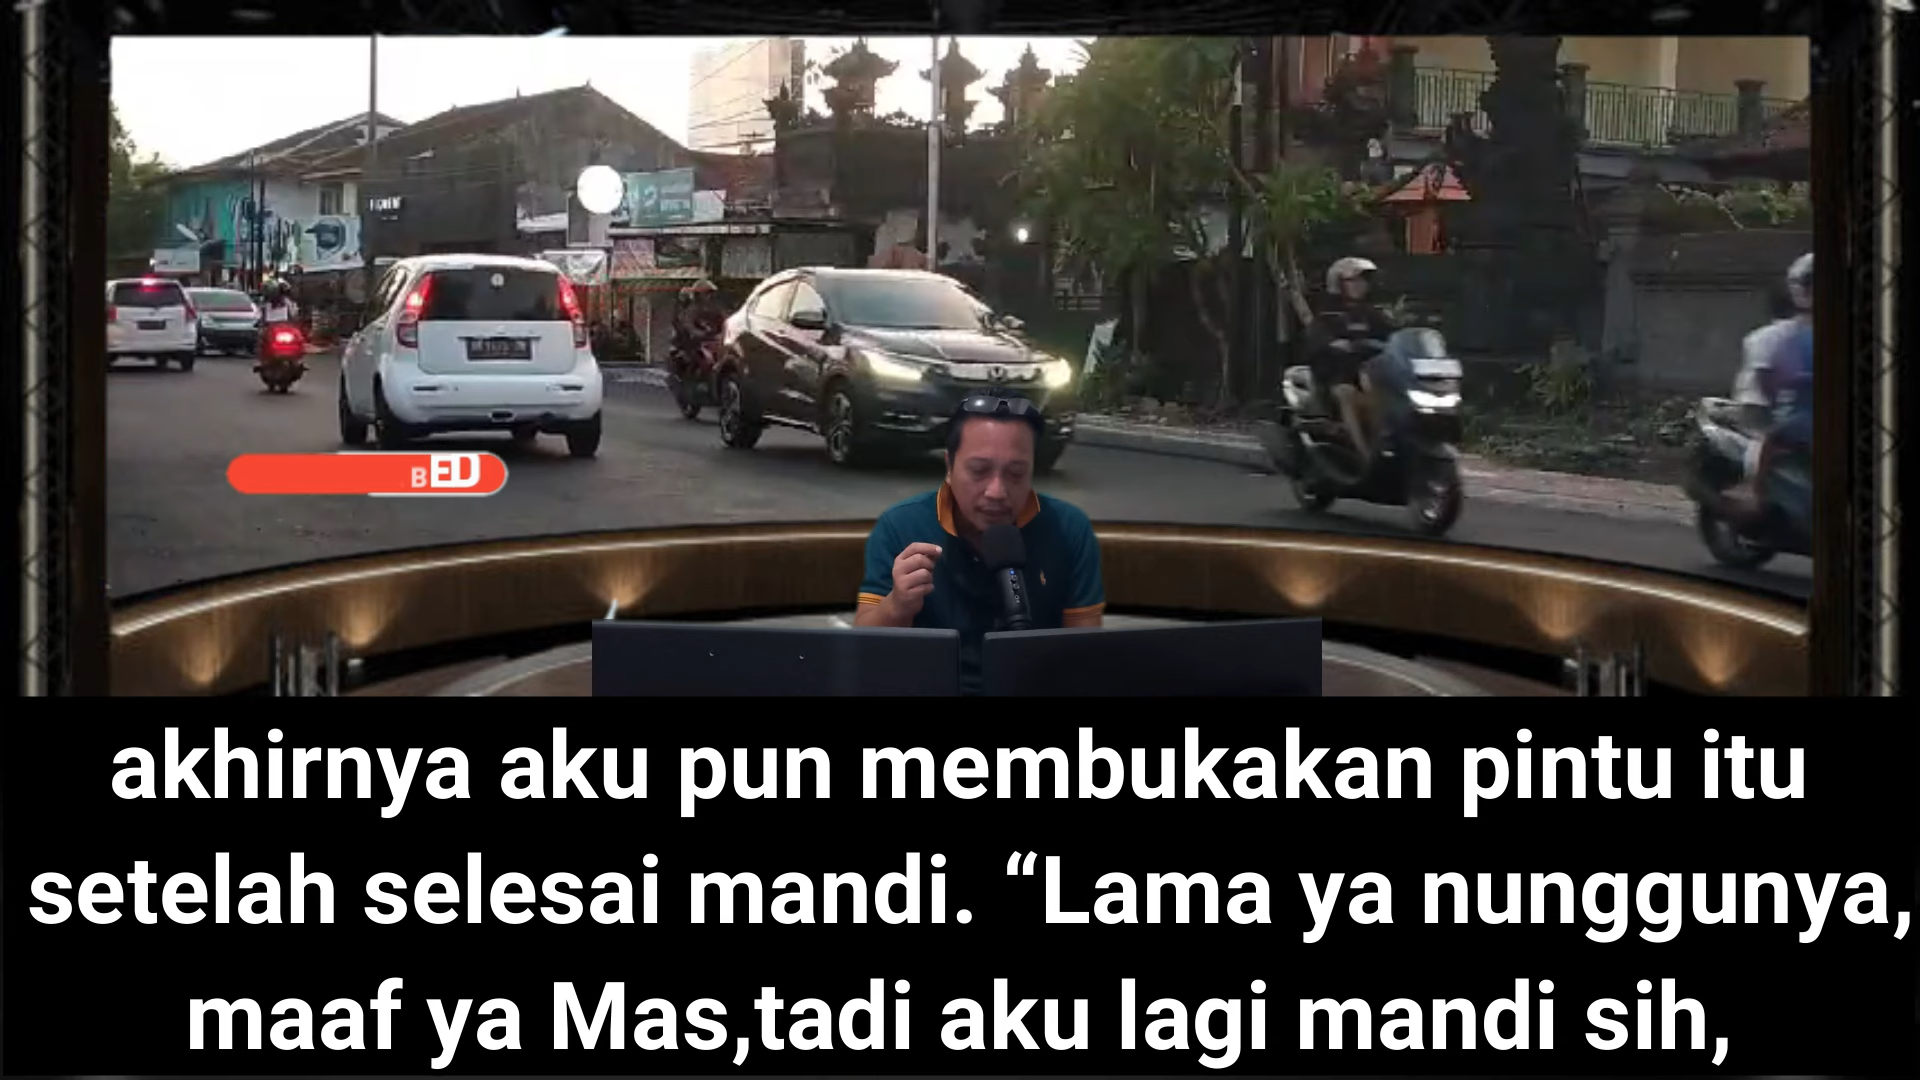 BED
akhirnya aku pun membukakan pintu itu
setelah selesai mandi. “Lama ya nunggunya,
maaf ya Mas,tadi aku lagi mandi sih,